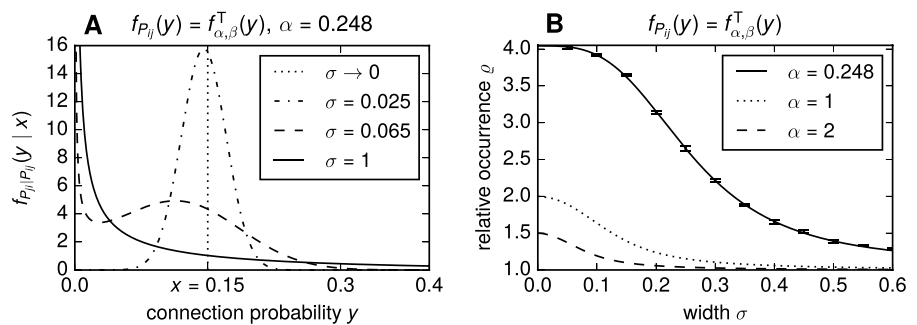 A
f_{P_{ij}}(y) = f^T_{α,β}(y), α = 0.248
16
14
12
10
8
6
4
2
0
f_{P_{ji}|P_{ij}}(y | x)
σ → 0
σ = 0.025
σ = 0.065
σ = 1
0.0
x = 0.15
0.3
0.4
connection probability y
B
f_{P_{ij}}(y) = f^T_{α,β}(y)
4.0
3.5
3.0
2.5
2.0
1.5
1.0
relative occurrence ϱ
α = 0.248
α = 1
α = 2
0.0 0.1 0.2 0.3 0.4 0.5 0.6
width σ